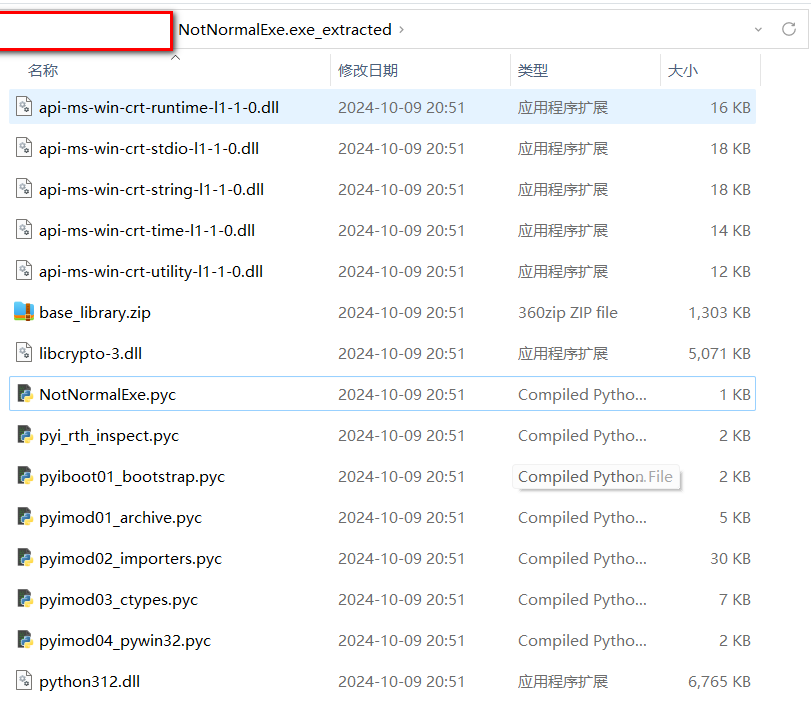 NotNormalExe.exe_extracted
名称 修改日期 类型 大小
api-ms-win-crt-runtime-l1-1-0.dll 2024-10-09 20:51 应用程序扩展 16 KB
api-ms-win-crt-stdio-l1-1-0.dll 2024-10-09 20:51 应用程序扩展 18 KB
api-ms-win-crt-string-l1-1-0.dll 2024-10-09 20:51 应用程序扩展 18 KB
api-ms-win-crt-time-l1-1-0.dll 2024-10-09 20:51 应用程序扩展 14 KB
api-ms-win-crt-utility-l1-1-0.dll 2024-10-09 20:51 应用程序扩展 12 KB
base_library.zip 2024-10-09 20:51 360zip ZIP file 1,303 KB
libcrypto-3.dll 2024-10-09 20:51 应用程序扩展 5,071 KB
NotNormalExe.pyc 2024-10-09 20:51 Compiled Pytho... 1 KB
pyi_rth_inspect.pyc 2024-10-09 20:51 Compiled Pytho... 2 KB
pyiboot01_bootstrap.pyc 2024-10-09 20:51 Compiled Python File 2 KB
pyimod01_archive.pyc 2024-10-09 20:51 Compiled Pytho... 5 KB
pyimod02_importers.pyc 2024-10-09 20:51 Compiled Pytho... 30 KB
pyimod03_ctypes.pyc 2024-10-09 20:51 Compiled Pytho... 7 KB
pyimod04_pywin32.pyc 2024-10-09 20:51 Compiled Pytho... 2 KB
python312.dll 2024-10-09 20:51 应用程序扩展 6,765 KB